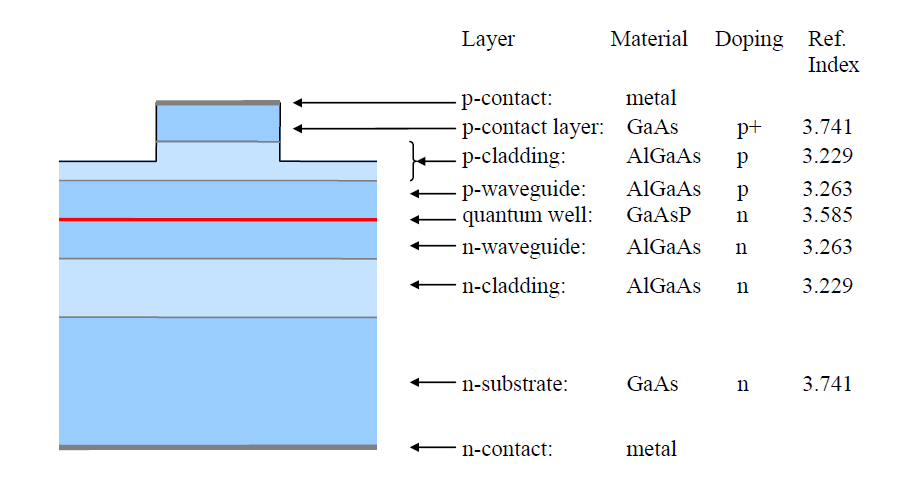 Layer Material Doping Ref. Index
p-contact: metal
p-contact layer: GaAs p+ 3.741
p-cladding: AlGaAs p 3.229
p-waveguide: AlGaAs p 3.263
quantum well: GaAsP n 3.585
n-waveguide: AlGaAs n 3.263
n-cladding: AlGaAs n 3.229
n-substrate: GaAs n 3.741
n-contact: metal